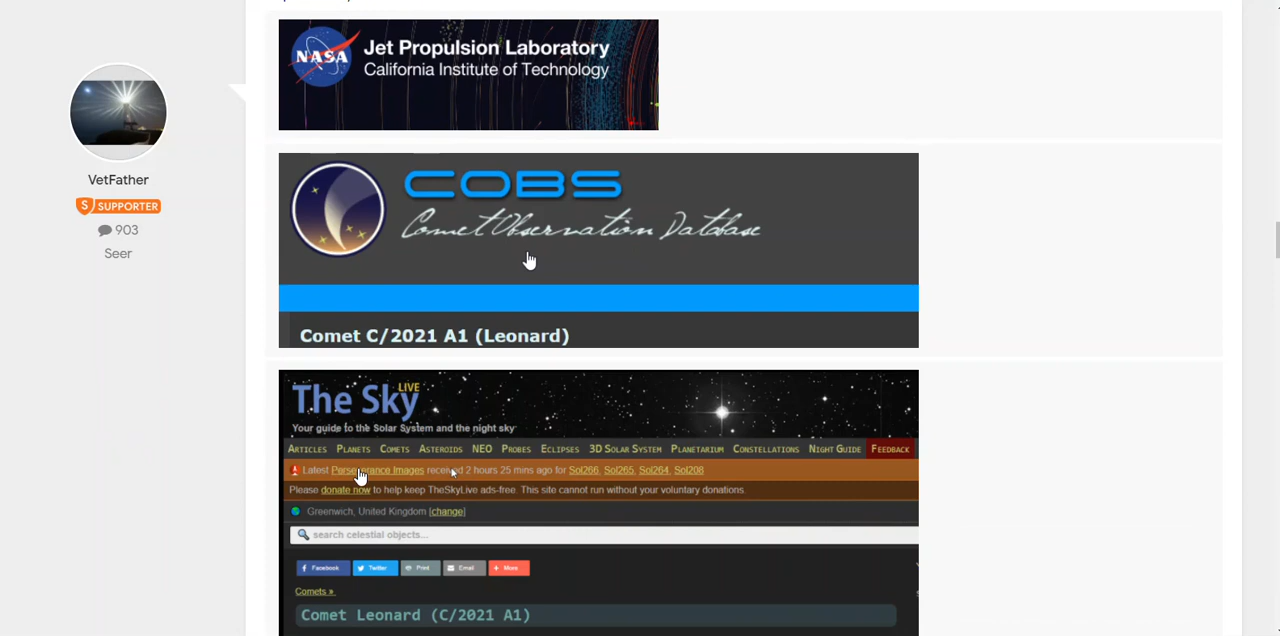 NASA
Jet Propulsion Laboratory
California Institute of Technology
VetFather
S SUPPORTER
903
Seer
COBS
Comet Observation Database
Comet C/2021 A1 (Leonard)
The Sky LIVE
Your guide to the Solar System and the night sky
ARTICLES PLANETS COMETS ASTEROIDS NEO PROBES ECLIPSES 3D SOLAR SYSTEM PLANETARIUM CONSTELLATIONS NIGHT GUIDE FEEDBACK
Latest Perseverance Images received 2 hours 25 mins ago for Sol266, Sol265, Sol264, Sol208
Please donate now to help keep TheSkyLive ads-free. This site cannot run without your voluntary donations.
Greenwich, United Kingdom [change]
search celestial objects...
Facebook Twitter Print Email More
Comets »
Comet Leonard (C/2021 A1)